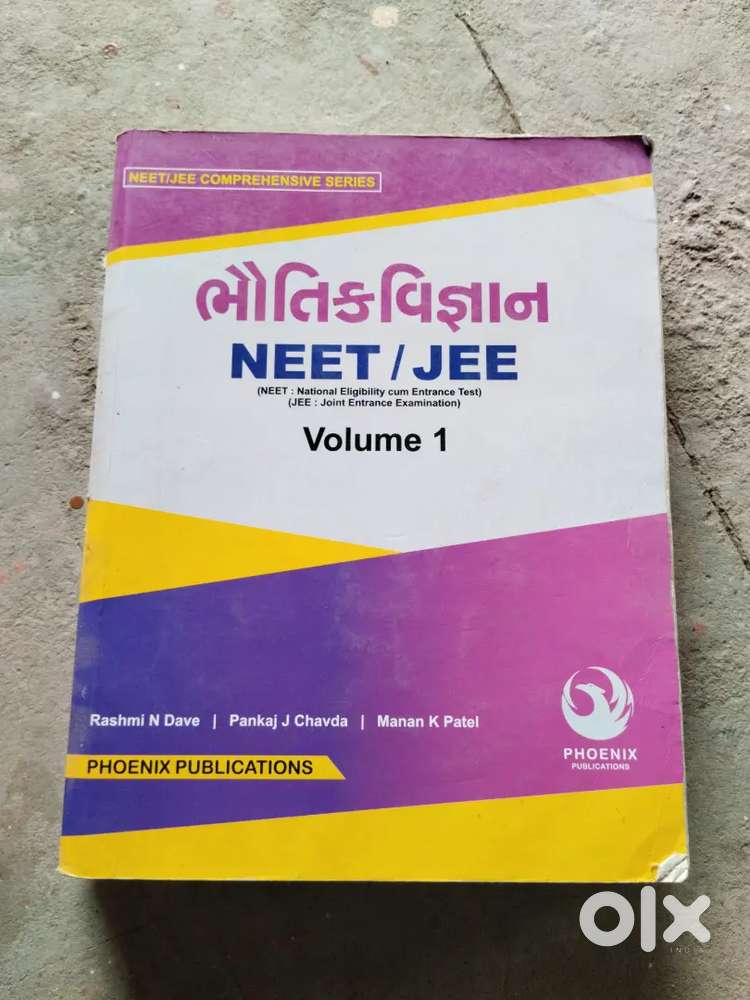 NEET/JEE COMPREHENSIVE SERIES
ભૌતિકવિજ્ઞાન
NEET / JEE
(NEET : National Eligibility cum Entrance Test)
(JEE : Joint Entrance Examination)
Volume 1
Rashmi N Dave | Pankaj J Chavda | Manan K Patel
PHOENIX
PUBLICATIONS
PHOENIX PUBLICATIONS
olx
INDIA